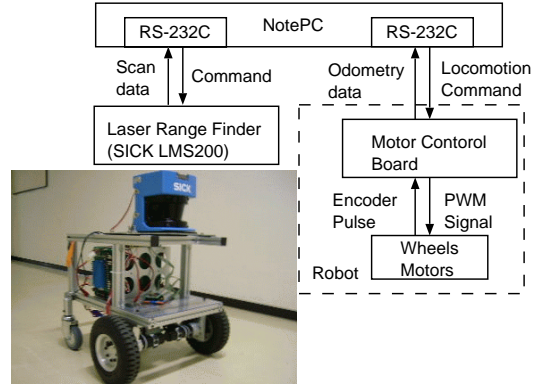 NotePC
RS-232C
RS-232C
Scan
data
Command
Odometry
data
Locomotion
Command
Laser Range Finder
(SICK LMS200)
Motor Contorol
Board
SICK
Encoder
Pulse
PWM
Signal
Wheels
Motors
Robot